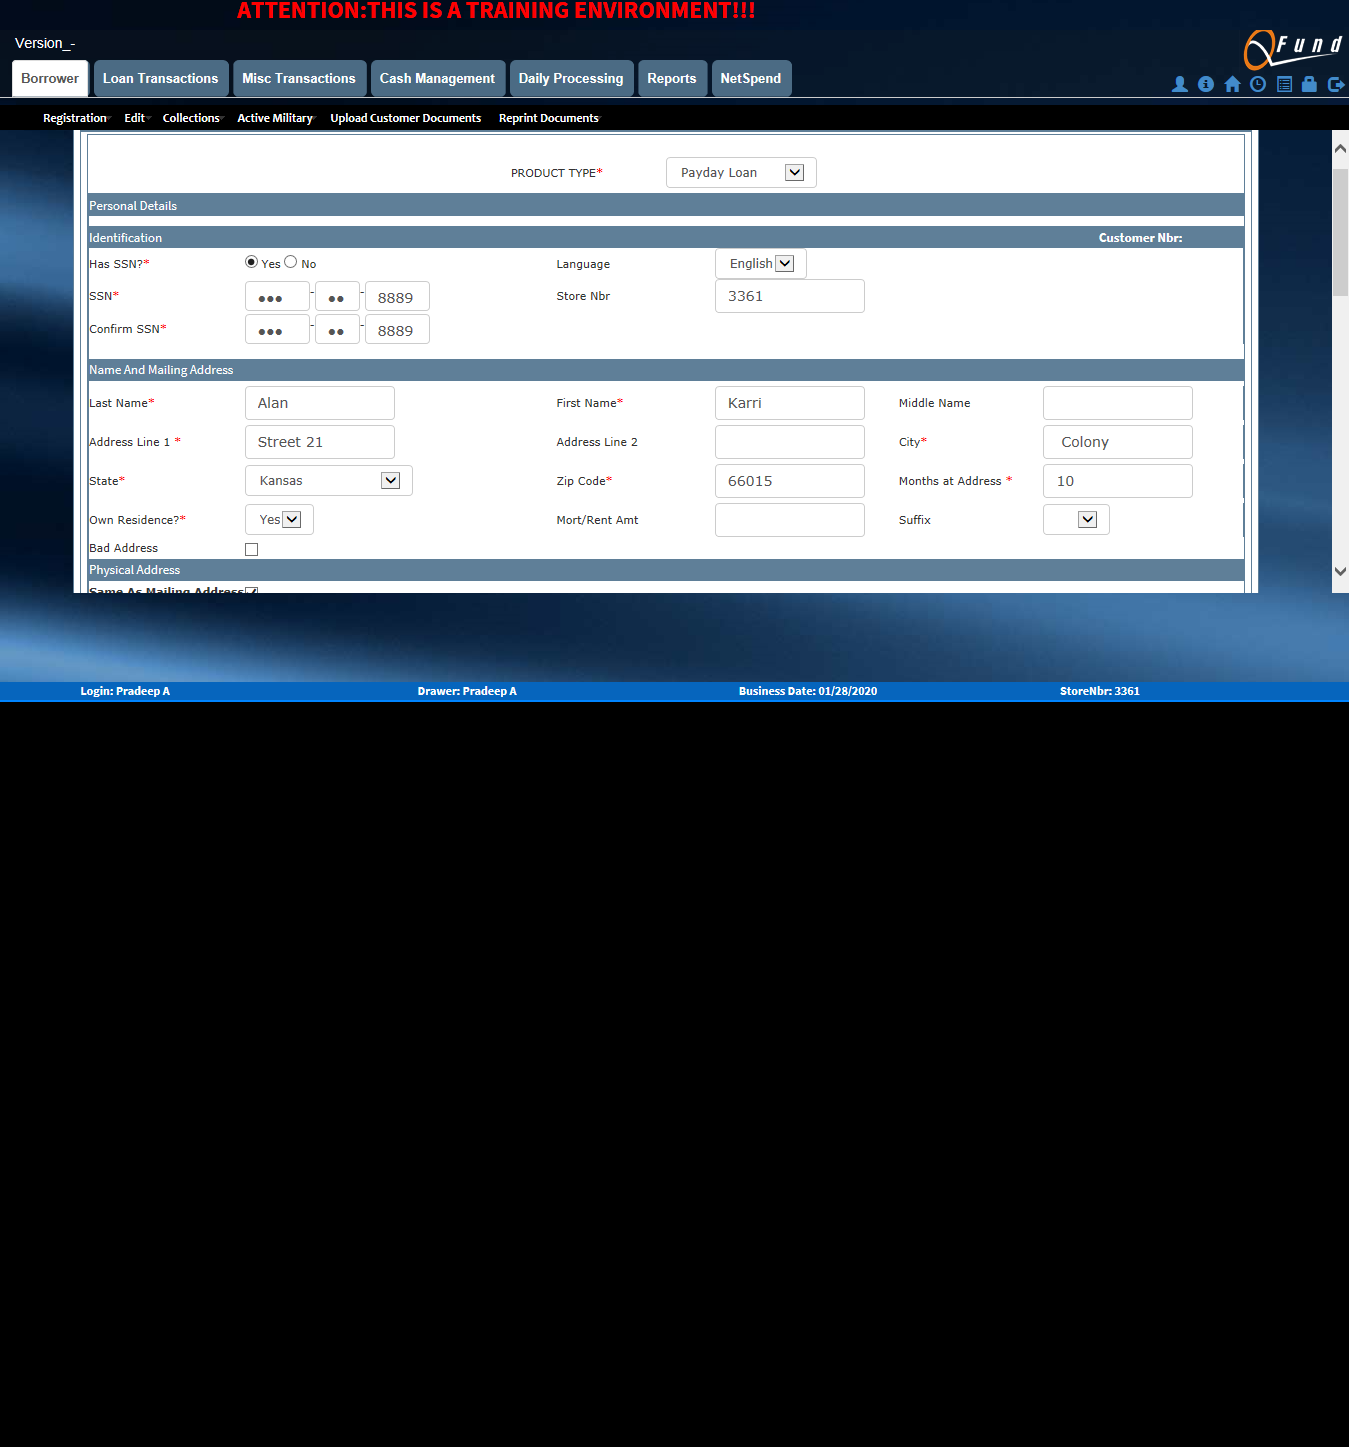 ATTENTION:THIS IS A TRAINING ENVIRONMENT!!!
Version_-
Fund
Borrower Loan Transactions Misc Transactions Cash Management Daily Processing Reports NetSpend
Registration Edit Collections Active Military Upload Customer Documents Reprint Documents
PRODUCT TYPE* Payday Loan
Personal Details
Identification Customer Nbr:
Has SSN?* Yes No Language English
SSN* ●●● - ●● - 8889 Store Nbr 3361
Confirm SSN* ●●● - ●● - 8889
Name And Mailing Address
Last Name* Alan First Name* Karri Middle Name
Address Line 1 * Street 21 Address Line 2 City* Colony
State* Kansas Zip Code* 66015 Months at Address * 10
Own Residence?* Yes Mort/Rent Amt Suffix
Bad Address
Physical Address
Same As Mailing Address
Login: Pradeep A Drawer: Pradeep A Business Date: 01/28/2020 StoreNbr: 3361